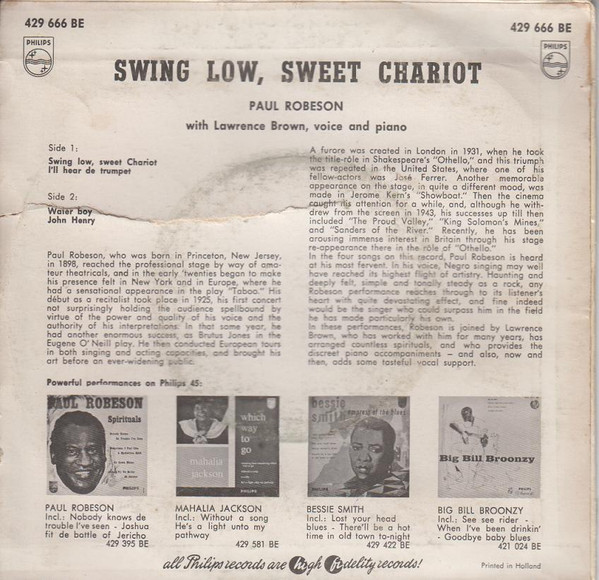 429 666 BE
429 666 BE
PHILIPS
PHILIPS
SWING LOW, SWEET CHARIOT
PAUL ROBESON
with Lawrence Brown, voice and piano
Side 1:
Swing low, sweet Chariot
I'll hear de trumpet
Side 2:
Water boy
John Henry
Paul Robeson, who was born in Princeton, New Jersey,
in 1898, reached the professional stage by way of ama-
teur theatricals, and in the early 'twenties began to make
his presence felt in New York and in Europe, where he
had a sensational appearance in the play "Taboo." His
début as a recitalist took place in 1925, his first concert
not surprisingly holding the audience spellbound by
virtue of the power and quality of his voice and the
authority of his interpretations. In that same year, he
had another enormous success, as Brutus Jones in the
Eugene O'Neill play. He then conducted European tours
in both singing and acting capacities, and brought his
art before an ever-widening public.
A furore was created in London in 1931, when he took
the title-rôle in Shakespeare's "Othello," and this triumph
was repeated in the United States, where one of his
fellow-actors was José Ferrer. Another memorable
appearance on the stage, in quite a different mood, was
made in Jerome Kern's "Showboat." Then the cinema
caught his attention for a while, and, although he with-
drew from the screen in 1943, his successes up till then
included "The Proud Valley," "King Solomon's Mines,"
and "Sanders of the River." Recently, he has been
arousing immense interest in Britain through his stage
re-appearance there in the rôle of "Othello."
In the four songs on this record, Paul Robeson is heard
at his most fervent. In his voice, Negro singing may well
have reached its highest flight of artistry. Haunting and
deeply felt, simple and tonally steady as a rock, any
Robeson performance reaches through to its listener's
heart with quite devastating effect, and fine indeed
would be the singer who could surpass him in the field
he has made particularly his own.
In these performances, Robeson is joined by Lawrence
Brown, who has worked with him for many years, has
arranged countless spirituals, and who provides the
discreet piano accompaniments - and also, now and
then, adds some tasteful vocal support.
Powerful performances on Philips 45:
PAUL ROBESON
Spirituals
mahalia
jackson
which
way
to
go
bessie
smith
empress of the blues
Big Bill Broonzy
PAUL ROBESON
Incl.: Nobody knows de
trouble I've seen - Joshua
fit de battle of Jericho
429 395 BE
MAHALIA JACKSON
Incl.: Without a song
He's a light unto my
pathway
429 581 BE
BESSIE SMITH
Incl.: Lost your head
blues - There'll be a hot
time in old town to-night
429 422 BE
BIG BILL BROONZY
Incl.: See see rider -
When I've been drinkin'
- Goodbye baby blues
421 024 BE
all Philips records are high fidelity records!
Printed in Holland